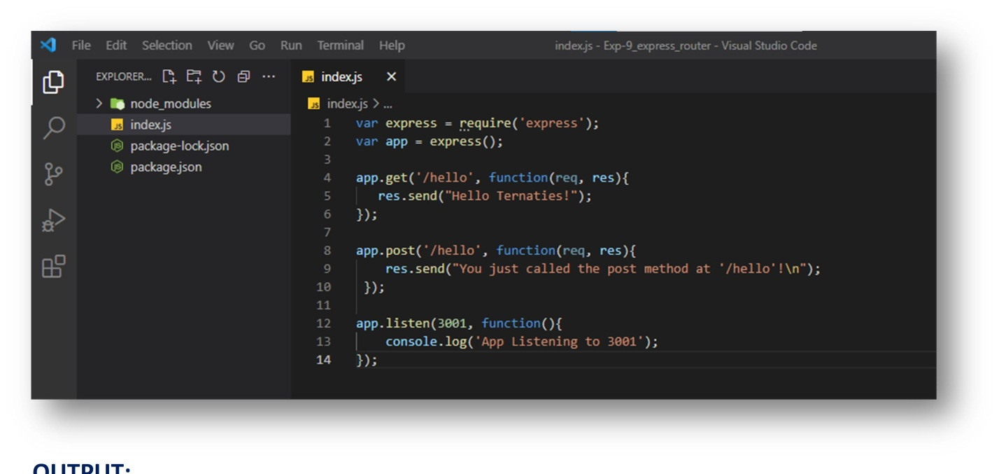 File Edit Selection View Go Run Terminal Help index.js - Exp-9_express_router - Visual Studio Code
EXPLORER...
node_modules
index.js
package-lock.json
package.json
index.js
index.js > ...
1 var express = require('express');
2 var app = express();
3
4 app.get('/hello', function(req, res){
5 res.send("Hello Ternaties!");
6 });
7
8 app.post('/hello', function(req, res){
9 res.send("You just called the post method at '/hello'!\n");
10 });
11
12 app.listen(3001, function(){
13 console.log('App Listening to 3001');
14 });
OUTPUT: